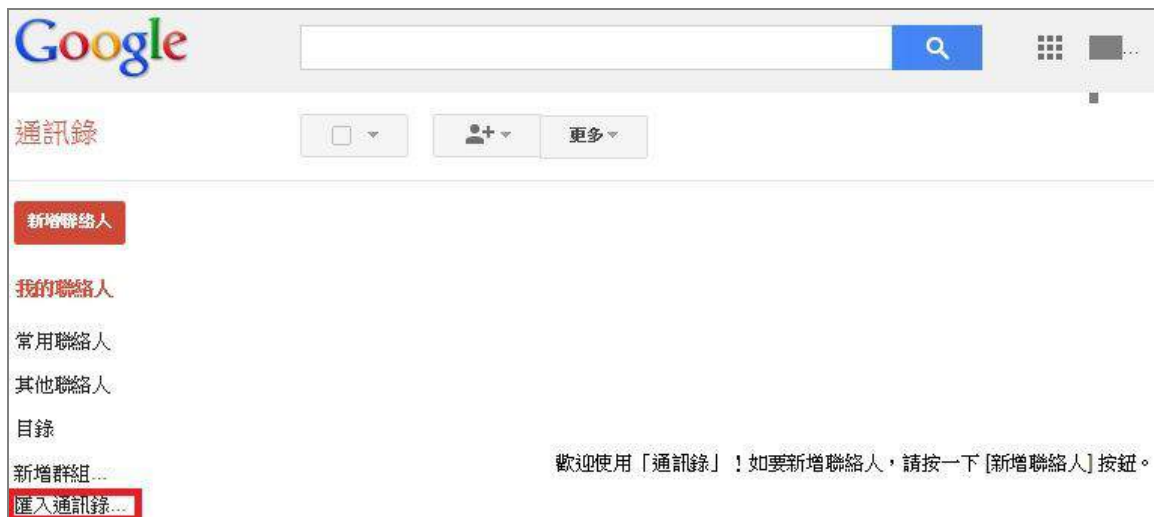 Google
通訊錄
更多
新增聯絡人
我的聯絡人
常用聯絡人
其他聯絡人
目錄
歡迎使用「通訊錄」！如要新增聯絡人，請按一下 [新增聯絡人] 按鈕。
新增群組...
匯入通訊錄...